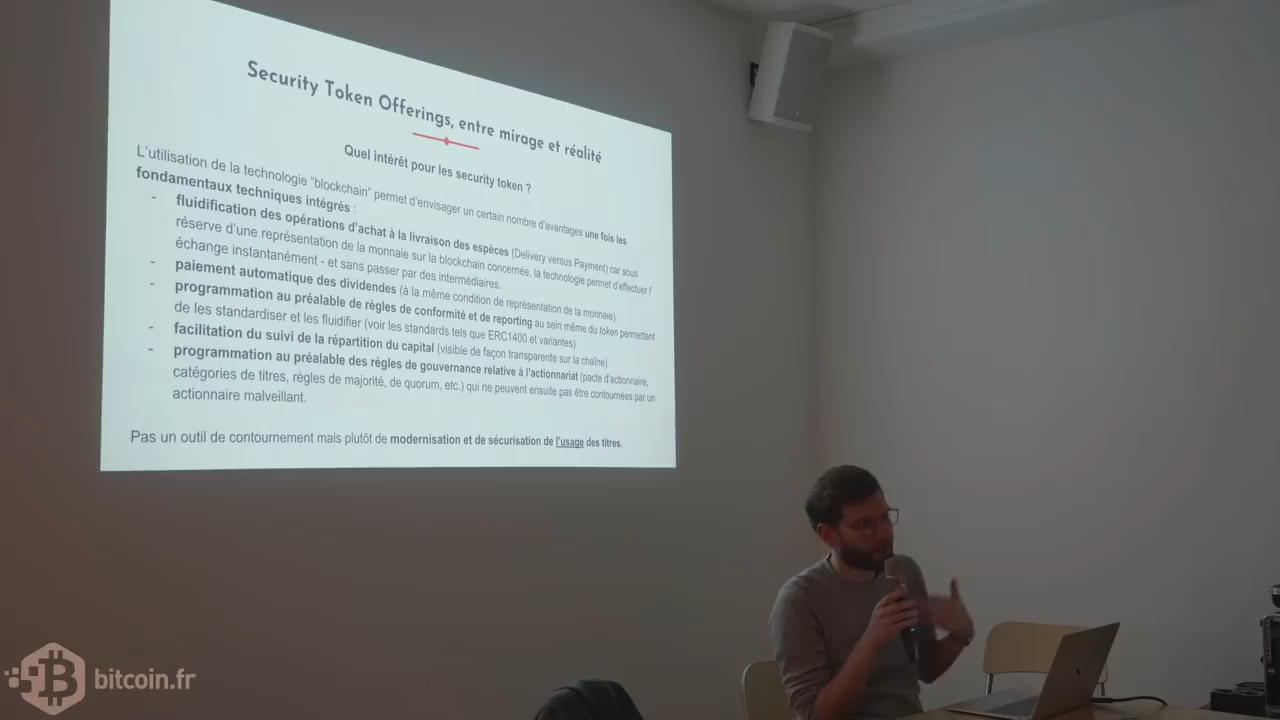 Security Token Offerings, entre mirage et réalité
Quel intérêt pour les security token ?
L'utilisation de la technologie "blockchain" permet d'envisager un certain nombre d'avantages une fois les
fondamentaux techniques intégrés :
- fluidification des opérations d'achat à la livraison des espèces (Delivery versus Payment) car sous
réserve d'une représentation de la monnaie sur la blockchain concernée, la technologie permet d'effectuer l'
échange instantanément - et sans passer par des intermédiaires.
- paiement automatique des dividendes (à la même condition de représentation de la monnaie).
- programmation au préalable de règles de conformité et de reporting au sein même du token permettant
de les standardiser et les fluidifier (voir les standards tels que ERC1400 et variantes)
- facilitation du suivi de la répartition du capital (visible de façon transparente sur la chaîne)
- programmation au préalable des règles de gouvernance relative à l'actionnariat (pacte d'actionnaire,
catégories de titres, règles de majorité, de quorum, etc.) qui ne peuvent ensuite pas être contournées par un
actionnaire malveillant.
Pas un outil de contournement mais plutôt de modernisation et de sécurisation de l'usage des titres.
bitcoin.fr